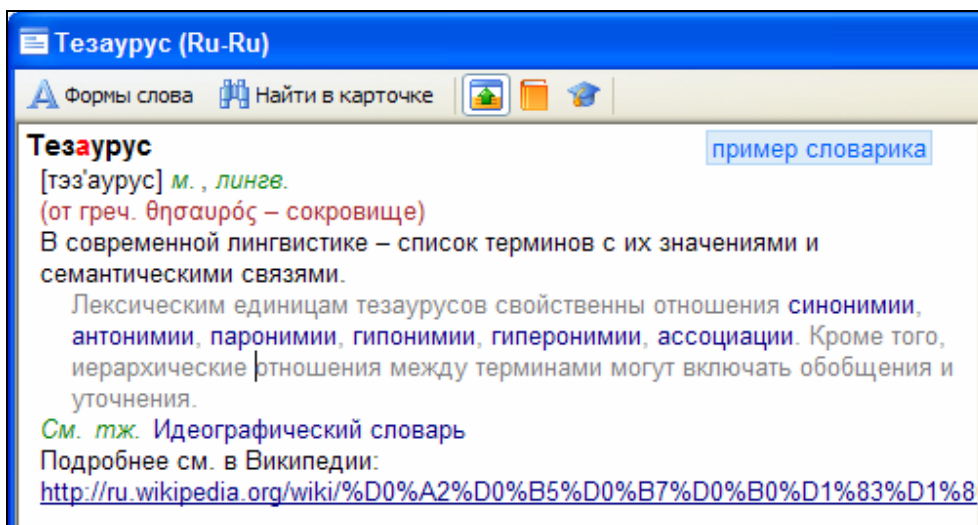 Тезаурус (Ru-Ru)
Формы слова Найти в карточке
Тезаурус
пример словарика
[тэз'аурус] м. , лингв.
(от греч. θησαυρός – сокровище)
В современной лингвистике – список терминов с их значениями и
семантическими связями.
Лексическим единицам тезаурусов свойственны отношения синонимии,
антонимии, паронимии, гипонимии, гиперонимии, ассоциации. Кроме того,
иерархические отношения между терминами могут включать обобщения и
уточнения.
См. тж. Идеографический словарь
Подробнее см. в Википедии:
http://ru.wikipedia.org/wiki/%D0%A2%D0%B5%D0%B7%D0%B0%D1%83%D1%8